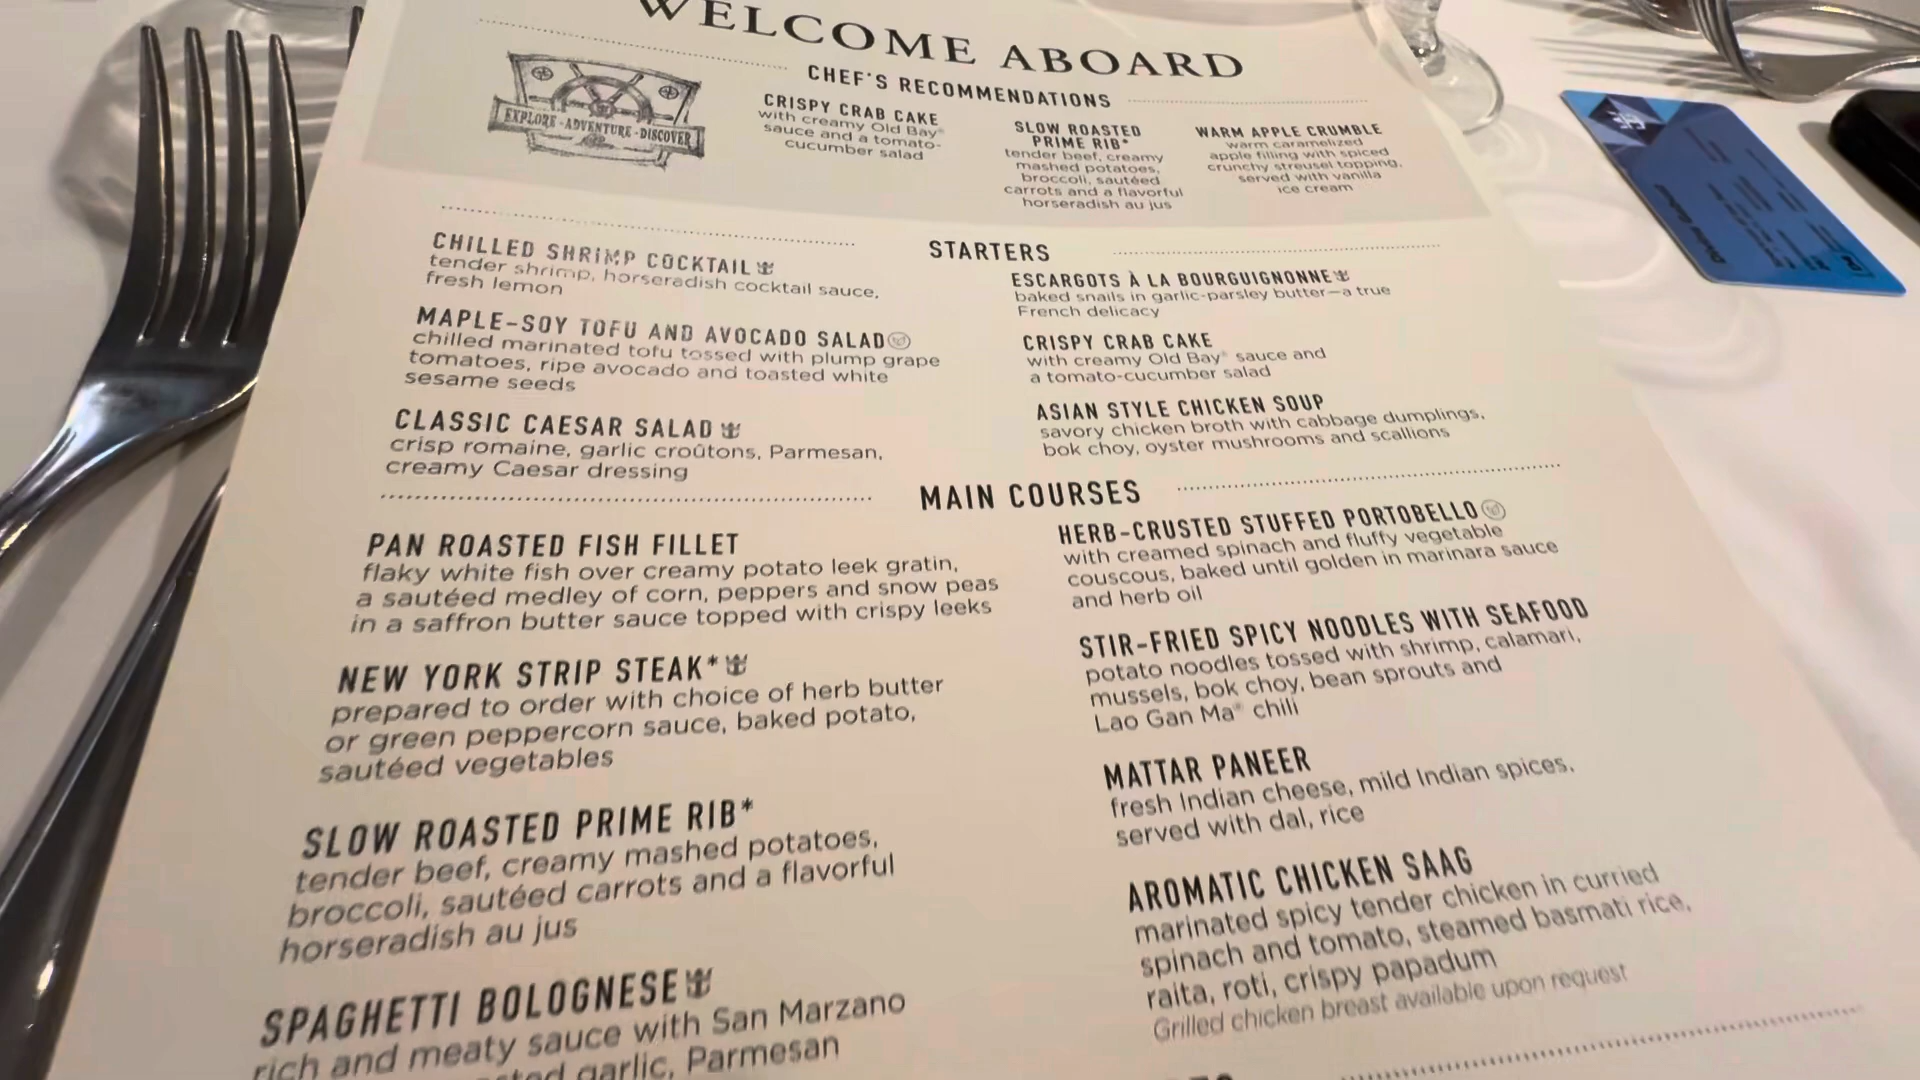 WELCOME ABOARD
CHEF'S RECOMMENDATIONS
EXPLORE - ADVENTURE - DISCOVER
CRISPY CRAB CAKE
with creamy Old Bay®
sauce and a tomato-
cucumber salad
SLOW ROASTED
PRIME RIB*
tender beef, creamy
mashed potatoes,
broccoli, sautéed
carrots and a flavorful
horseradish au jus
WARM APPLE CRUMBLE
warm caramelized
apple filling with spiced
crunchy streusel topping,
served with vanilla
ice cream
STARTERS
CHILLED SHRIMP COCKTAIL
tender shrimp, horseradish cocktail sauce,
fresh lemon
MAPLE-SOY TOFU AND AVOCADO SALAD
chilled marinated tofu tossed with plump grape
tomatoes, ripe avocado and toasted white
sesame seeds
CLASSIC CAESAR SALAD
crisp romaine, garlic croûtons, Parmesan,
creamy Caesar dressing
ESCARGOTS À LA BOURGUIGNONNE
baked snails in garlic-parsley butter—a true
French delicacy
CRISPY CRAB CAKE
with creamy Old Bay® sauce and
a tomato-cucumber salad
ASIAN STYLE CHICKEN SOUP
savory chicken broth with cabbage dumplings,
bok choy, oyster mushrooms and scallions
MAIN COURSES
PAN ROASTED FISH FILLET
flaky white fish over creamy potato leek gratin,
a sautéed medley of corn, peppers and snow peas
in a saffron butter sauce topped with crispy leeks
NEW YORK STRIP STEAK*
prepared to order with choice of herb butter
or green peppercorn sauce, baked potato,
sautéed vegetables
SLOW ROASTED PRIME RIB*
tender beef, creamy mashed potatoes,
broccoli, sautéed carrots and a flavorful
horseradish au jus
SPAGHETTI BOLOGNESE
rich and meaty sauce with San Marzano
garlic, Parmesan
HERB-CRUSTED STUFFED PORTOBELLO
with creamed spinach and fluffy vegetable
couscous, baked until golden in marinara sauce
and herb oil
STIR-FRIED SPICY NOODLES WITH SEAFOOD
potato noodles tossed with shrimp, calamari,
mussels, bok choy, bean sprouts and
Lao Gan Ma® chili
MATTAR PANEER
fresh Indian cheese, mild Indian spices,
served with dal, rice
AROMATIC CHICKEN SAAG
marinated spicy tender chicken in curried
spinach and tomato, steamed basmati rice,
raita, roti, crispy papadum
Grilled chicken breast available upon request